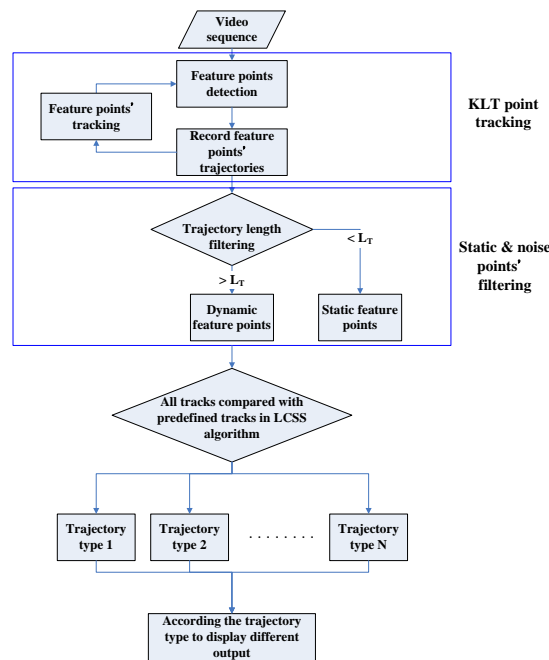 Video
sequence
Feature points
detection
Feature points'
tracking
Record feature
points'
trajectories
KLT point
tracking
Trajectory length
filtering
< L_T
> L_T
Static & noise
points'
filtering
Dynamic
feature points
Static feature
points
All tracks compared with
predefined tracks in LCSS
algorithm
Trajectory
type 1
Trajectory
type 2
. . . . . . . .
Trajectory
type N
According the trajectory
type to display different
output